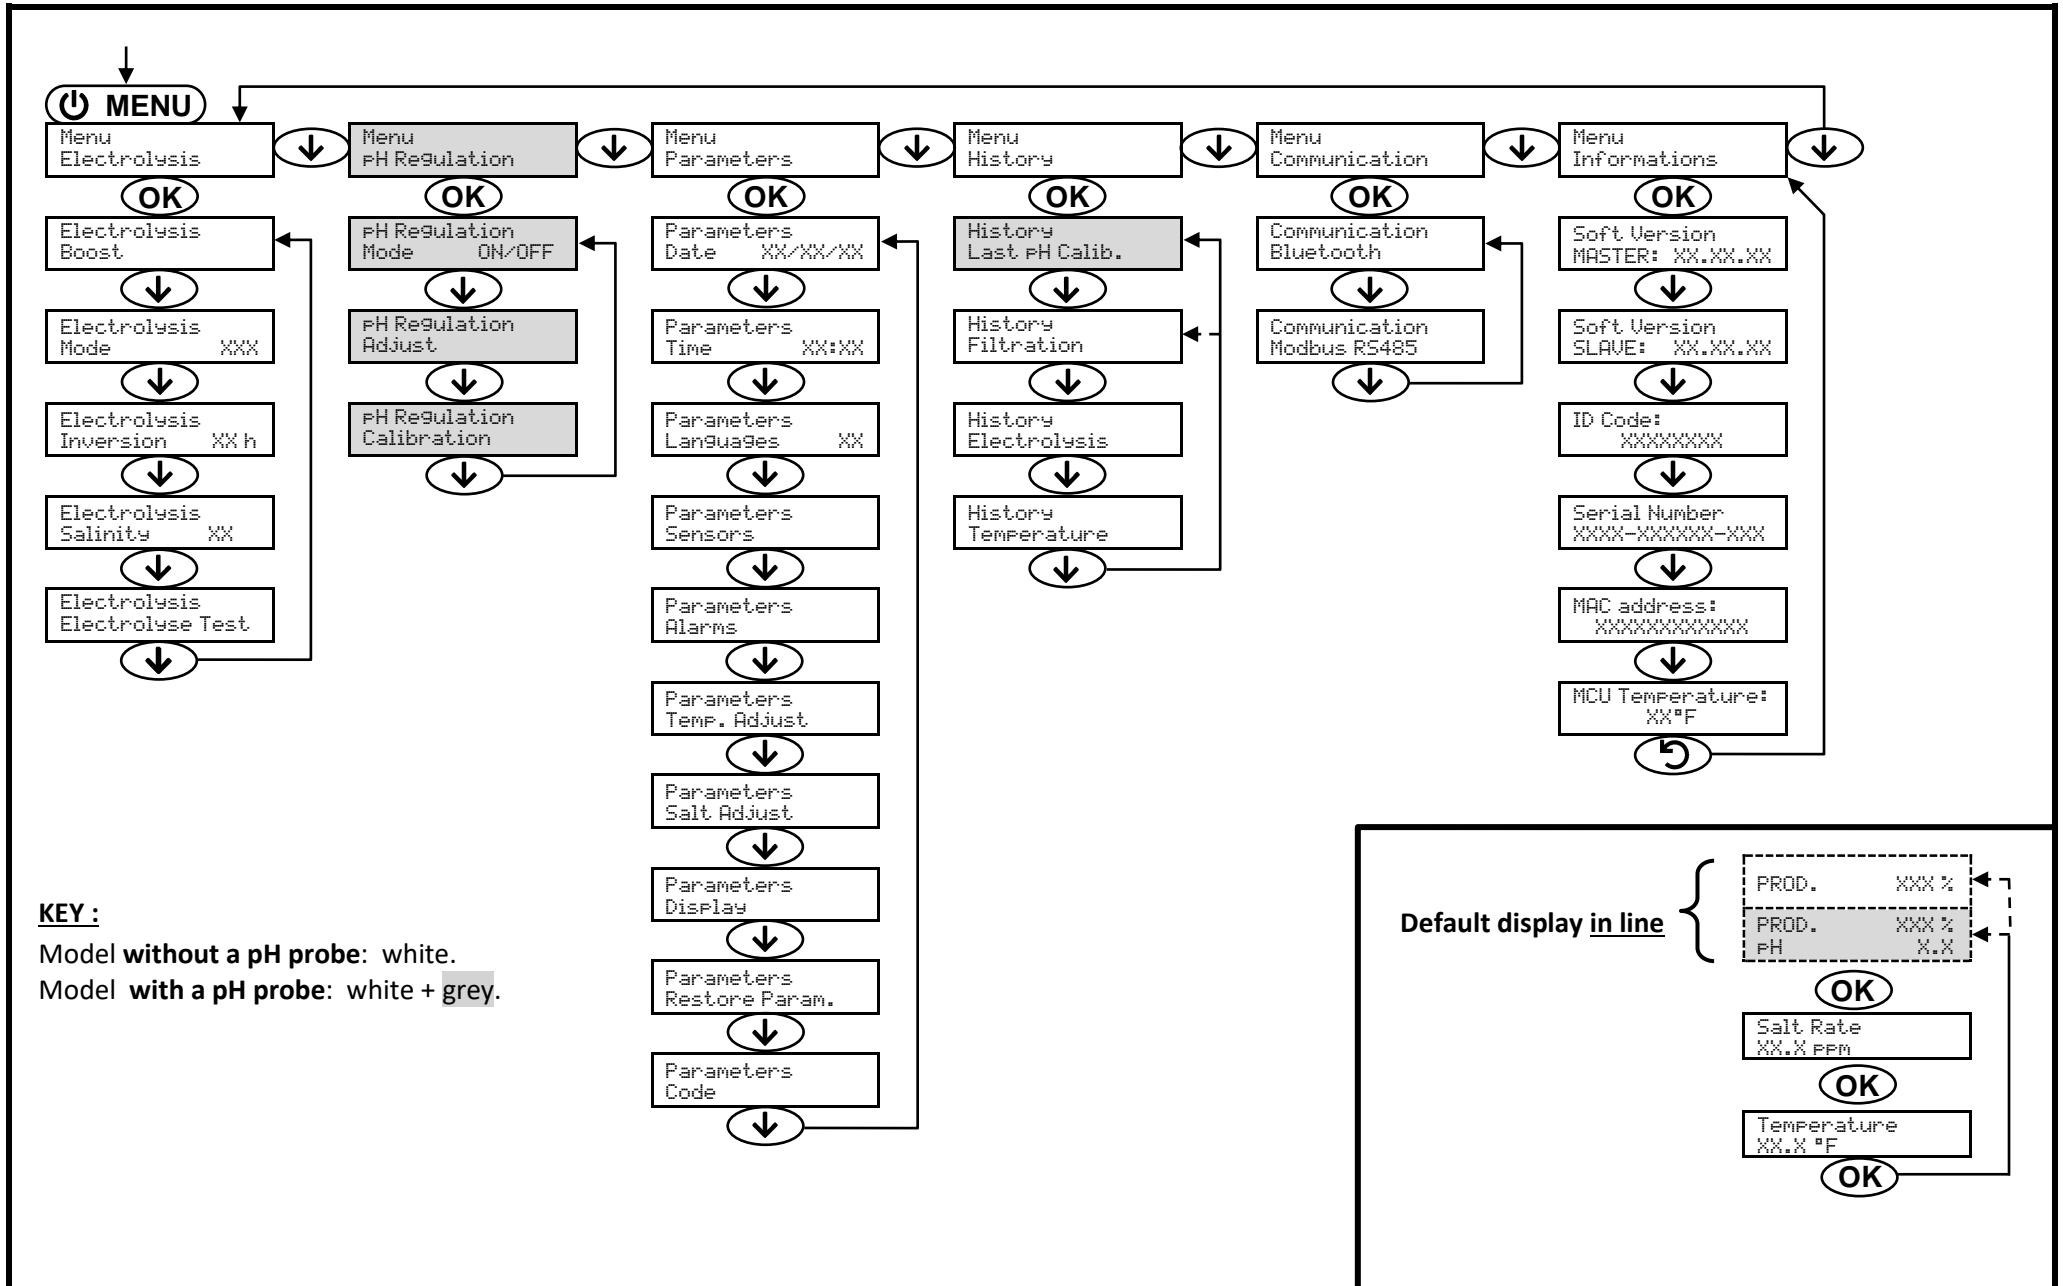 MENU
Menu
Electrolysis
OK
Electrolysis
Boost
Electrolysis
Mode XXX
Electrolysis
Inversion XX h
Electrolysis
Salinity XX
Electrolysis
Electrolyse Test
Menu
pH Regulation
OK
pH Regulation
Mode ON/OFF
pH Regulation
Adjust
pH Regulation
Calibration
Menu
Parameters
OK
Parameters
Date XX/XX/XX
Parameters
Time XX:XX
Parameters
Languages XX
Parameters
Sensors
Parameters
Alarms
Parameters
Temp. Adjust
Parameters
Salt Adjust
Parameters
Display
Parameters
Restore Param.
Parameters
Code
Menu
History
OK
History
Last pH Calib.
History
Filtration
History
Electrolysis
History
Temperature
Menu
Communication
OK
Communication
Bluetooth
Communication
Modbus RS485
Menu
Informations
OK
Soft Version
MASTER: XX.XX.XX
Soft Version
SLAVE: XX.XX.XX
ID Code:
XXXXXXXX
Serial Number
XXXX-XXXXXX-XXX
MAC address:
XXXXXXXXXXXX
MCU Temperature:
XX°F
KEY :
Model without a pH probe: white.
Model with a pH probe: white + grey.
Default display in line
PROD. XXX %
PROD. XXX %
pH X.X
OK
Salt Rate
XX.X ppm
OK
Temperature
XX.X °F
OK